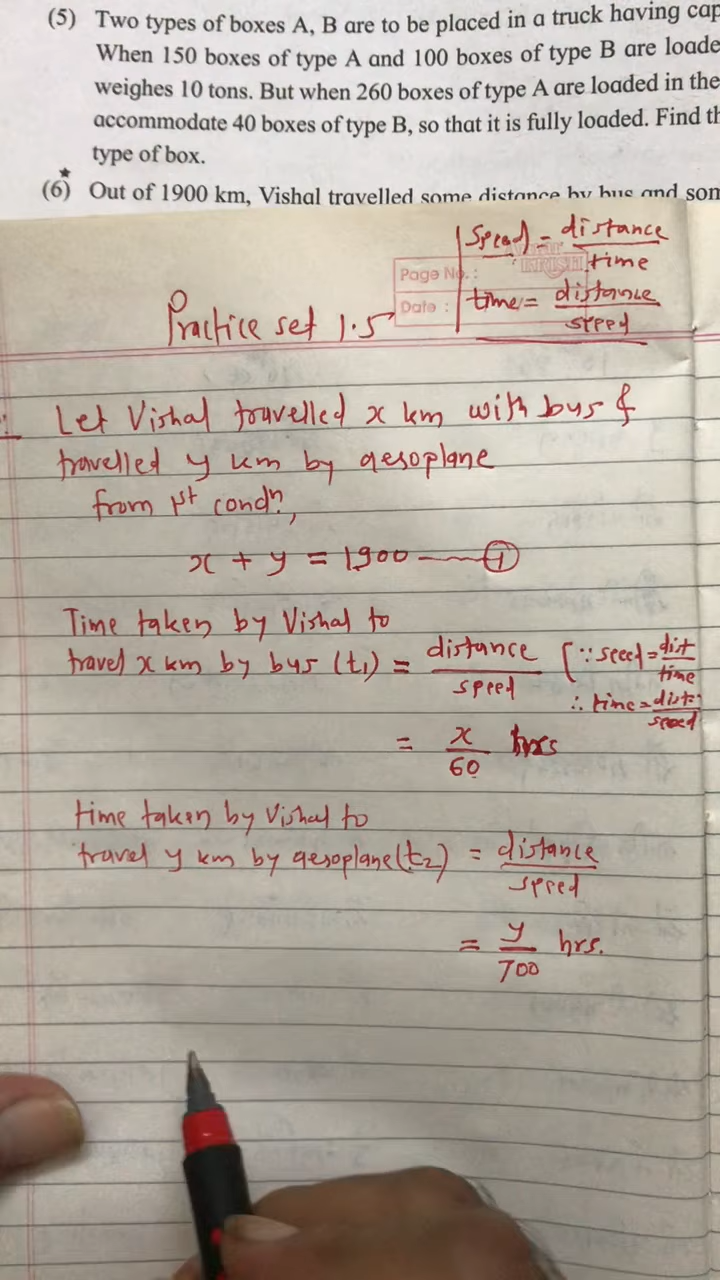 (5) Two types of boxes A, B are to be placed in a truck having cap
When 150 boxes of type A and 100 boxes of type B are loade
weighes 10 tons. But when 260 boxes of type A are loaded in the
accommodate 40 boxes of type B, so that it is fully loaded. Find th
type of box.
★
(6) Out of 1900 km, Vishal travelled some distance by bus and som
Speed = distance / time
Page No. :
Date :
time = distance / speed
Practice set 1.5
Let Vishal travelled x km with bus &
travelled y km by aeroplane
from 1st condn,
x + y = 1900 — ①
Time taken by Vishal to
travel x km by bus (t₁) = distance / speed [∵ speed = dist / time
∴ time = dist. / speed
= x / 60 hrs
time taken by Vishal to
travel y km by aeroplane (t₂) = distance / speed
= y / 700 hrs.